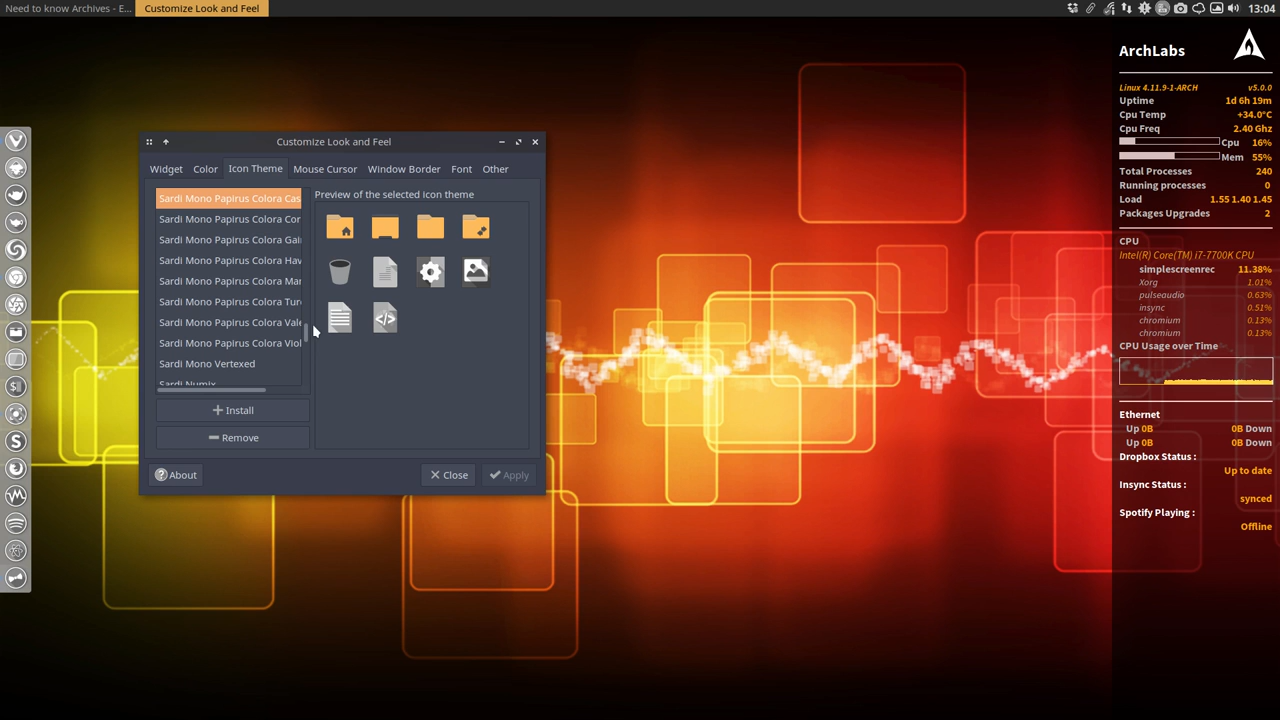 Need to know Archives - E...
Customize Look and Feel
13:04
Customize Look and Feel
Widget
Color
Icon Theme
Mouse Cursor
Window Border
Font
Other
Sardi Mono Papirus Colora Cas
Sardi Mono Papirus Colora Cor
Sardi Mono Papirus Colora Gai
Sardi Mono Papirus Colora Hav
Sardi Mono Papirus Colora Mar
Sardi Mono Papirus Colora Turq
Sardi Mono Papirus Colora Vale
Sardi Mono Papirus Colora Viol
Sardi Mono Vertexed
Sardi Numix
Install
Remove
Preview of the selected icon theme
About
Close
Apply
ArchLabs
Linux 4.11.9-1-ARCH v5.0.0
Uptime 1d 6h 19m
Cpu Temp +34.0°C
Cpu Freq 2.40 Ghz
Cpu 16%
Mem 55%
Total Processes 240
Running processes 0
Load 1.55 1.40 1.45
Packages Upgrades 2
CPU
Intel(R) Core(TM) i7-7700K CPU
simplescreenrec 11.38%
Xorg 1.01%
pulseaudio 0.63%
insync 0.51%
chromium 0.13%
chromium 0.13%
CPU Usage over Time
Ethernet
Up 0B 0B Down
Up 0B 0B Down
Dropbox Status :
Up to date
Insync Status :
synced
Spotify Playing :
Offline